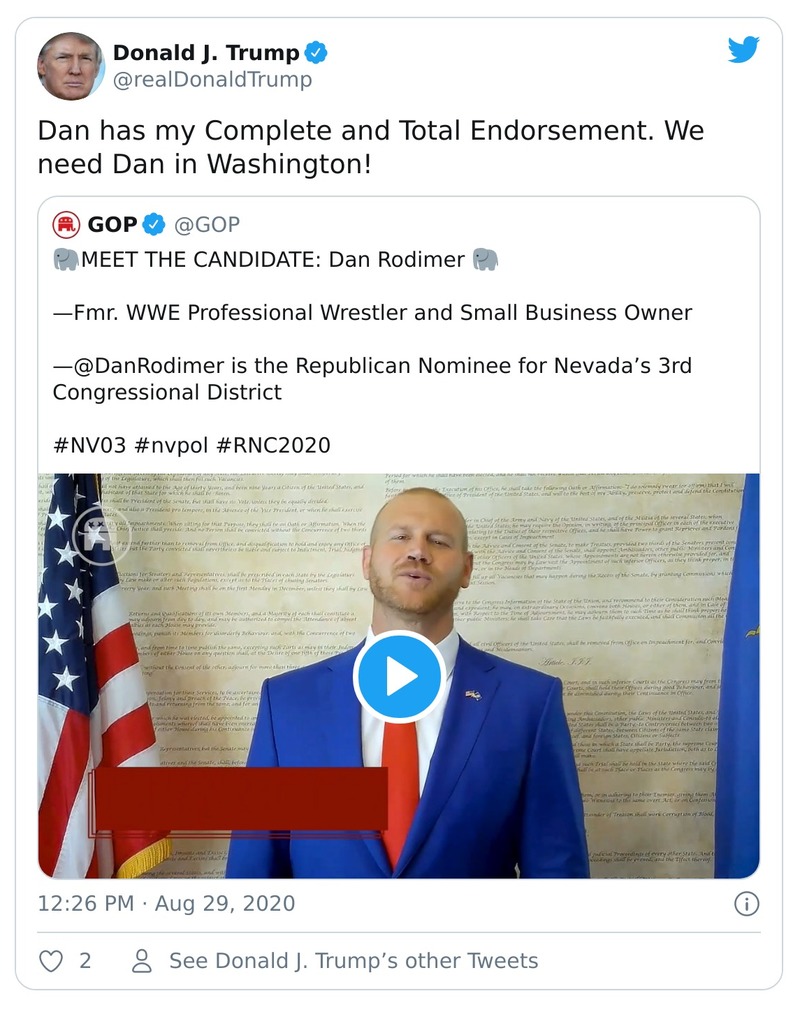 Donald J. Trump
@realDonaldTrump
Dan has my Complete and Total Endorsement. We
need Dan in Washington!
GOP @GOP
🐘MEET THE CANDIDATE: Dan Rodimer 🐘
—Fmr. WWE Professional Wrestler and Small Business Owner
—@DanRodimer is the Republican Nominee for Nevada’s 3rd
Congressional District
#NV03 #nvpol #RNC2020
Article III
12:26 PM · Aug 29, 2020
2
See Donald J. Trump’s other Tweets